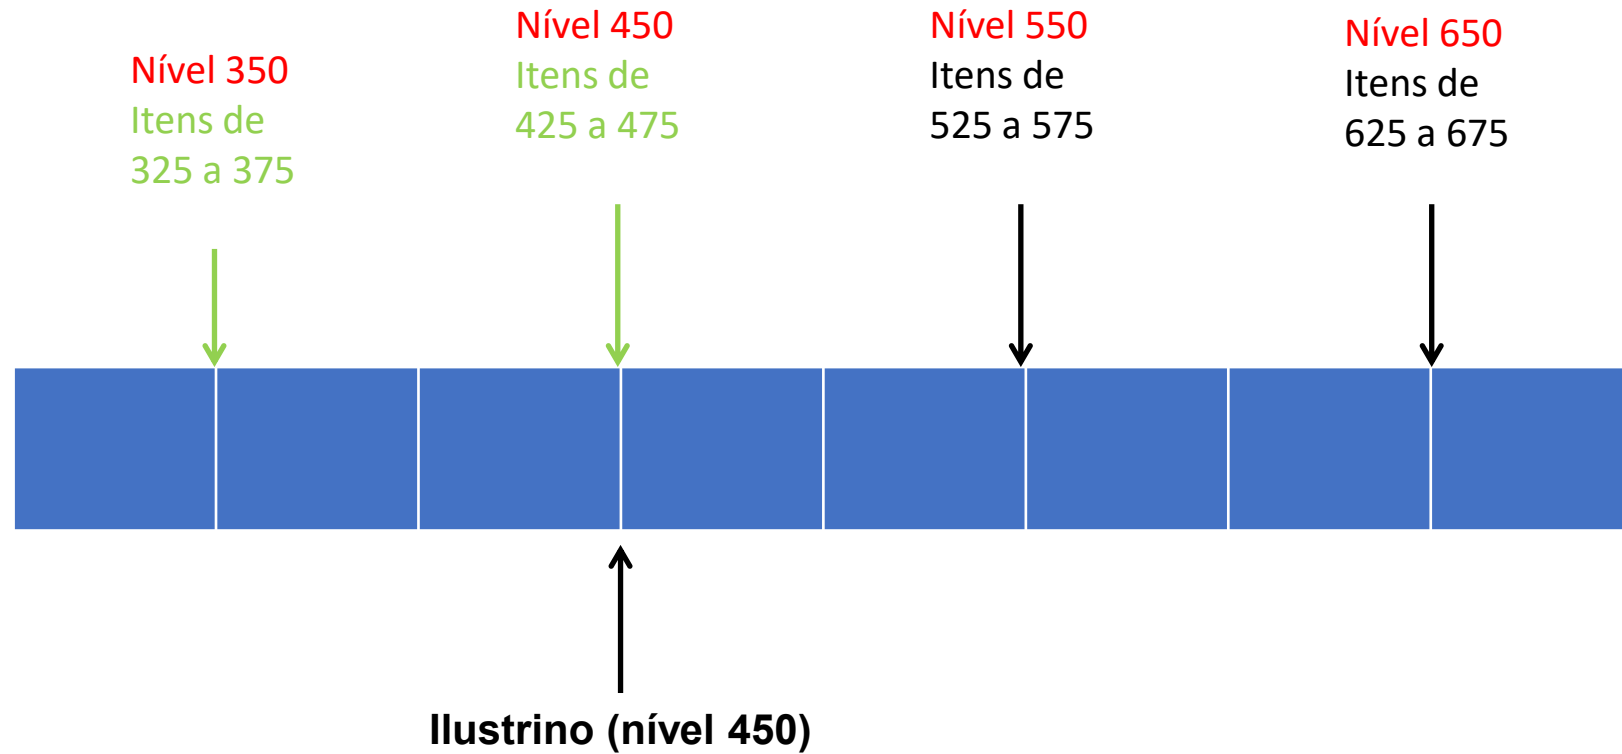 Nível 350
Itens de
325 a 375
Nível 450
Itens de
425 a 475
Nível 550
Itens de
525 a 575
Nível 650
Itens de
625 a 675
Ilustrino (nível 450)